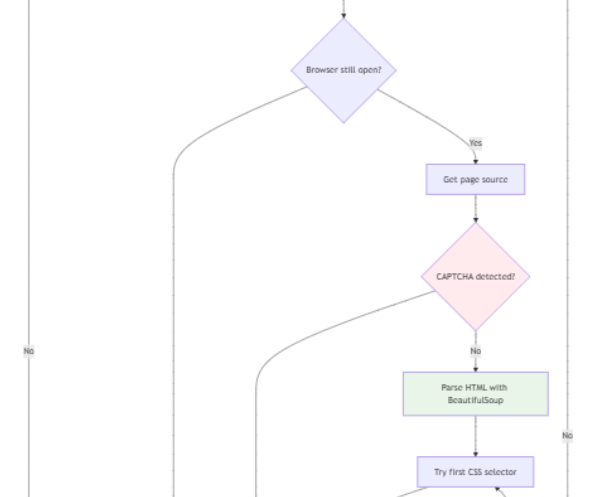 Browser still open?
Yes
Get page source
CAPTCHA detected?
No
No
Parse HTML with
BeautifulSoup
No
Try first CSS selector